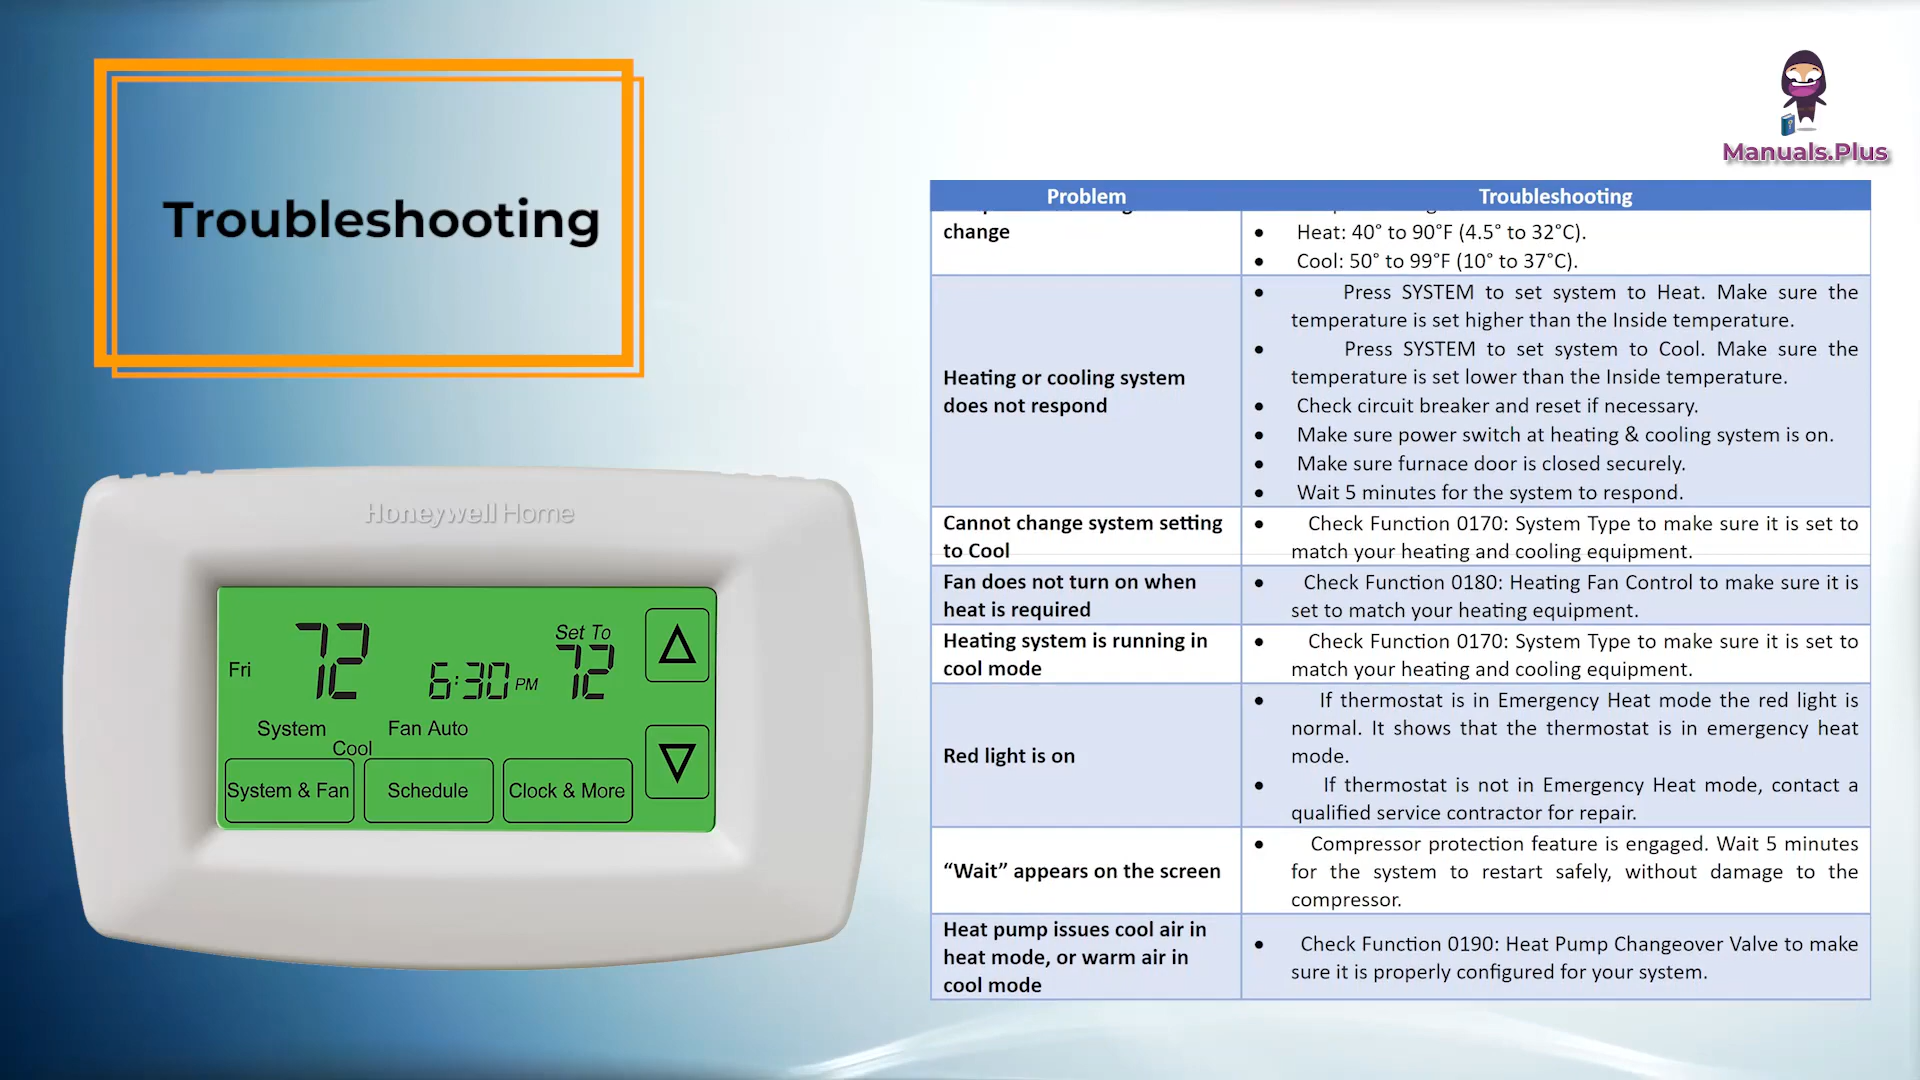 Troubleshooting
Manuals.Plus
Honeywell Home
Fri
72
6:30 PM
Set To
72
System
Cool
Fan Auto
System & Fan
Schedule
Clock & More
Problem
Troubleshooting
change
• Heat: 40° to 90°F (4.5° to 32°C).
• Cool: 50° to 99°F (10° to 37°C).
Heating or cooling system
does not respond
• Press SYSTEM to set system to Heat. Make sure the
temperature is set higher than the Inside temperature.
• Press SYSTEM to set system to Cool. Make sure the
temperature is set lower than the Inside temperature.
• Check circuit breaker and reset if necessary.
• Make sure power switch at heating & cooling system is on.
• Make sure furnace door is closed securely.
• Wait 5 minutes for the system to respond.
Cannot change system setting
to Cool
• Check Function 0170: System Type to make sure it is set to
match your heating and cooling equipment.
Fan does not turn on when
heat is required
• Check Function 0180: Heating Fan Control to make sure it is
set to match your heating equipment.
Heating system is running in
cool mode
• Check Function 0170: System Type to make sure it is set to
match your heating and cooling equipment.
Red light is on
• If thermostat is in Emergency Heat mode the red light is
normal. It shows that the thermostat is in emergency heat
mode.
• If thermostat is not in Emergency Heat mode, contact a
qualified service contractor for repair.
“Wait” appears on the screen
• Compressor protection feature is engaged. Wait 5 minutes
for the system to restart safely, without damage to the
compressor.
Heat pump issues cool air in
heat mode, or warm air in
cool mode
• Check Function 0190: Heat Pump Changeover Valve to make
sure it is properly configured for your system.